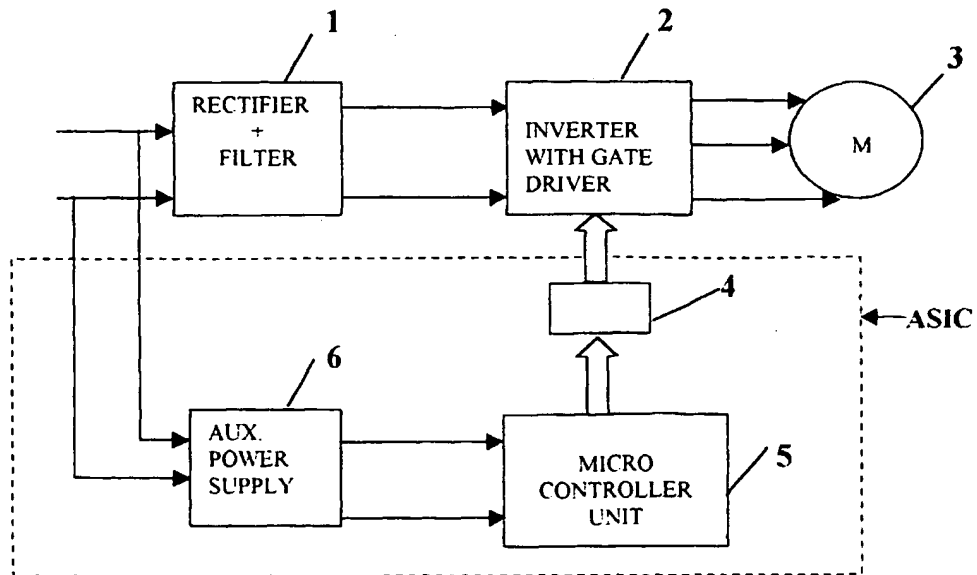 1
2
3
RECTIFIER
+
FILTER
INVERTER
WITH GATE
DRIVER
M
4
ASIC
6
AUX.
POWER
SUPPLY
MICRO
CONTROLLER
UNIT
5